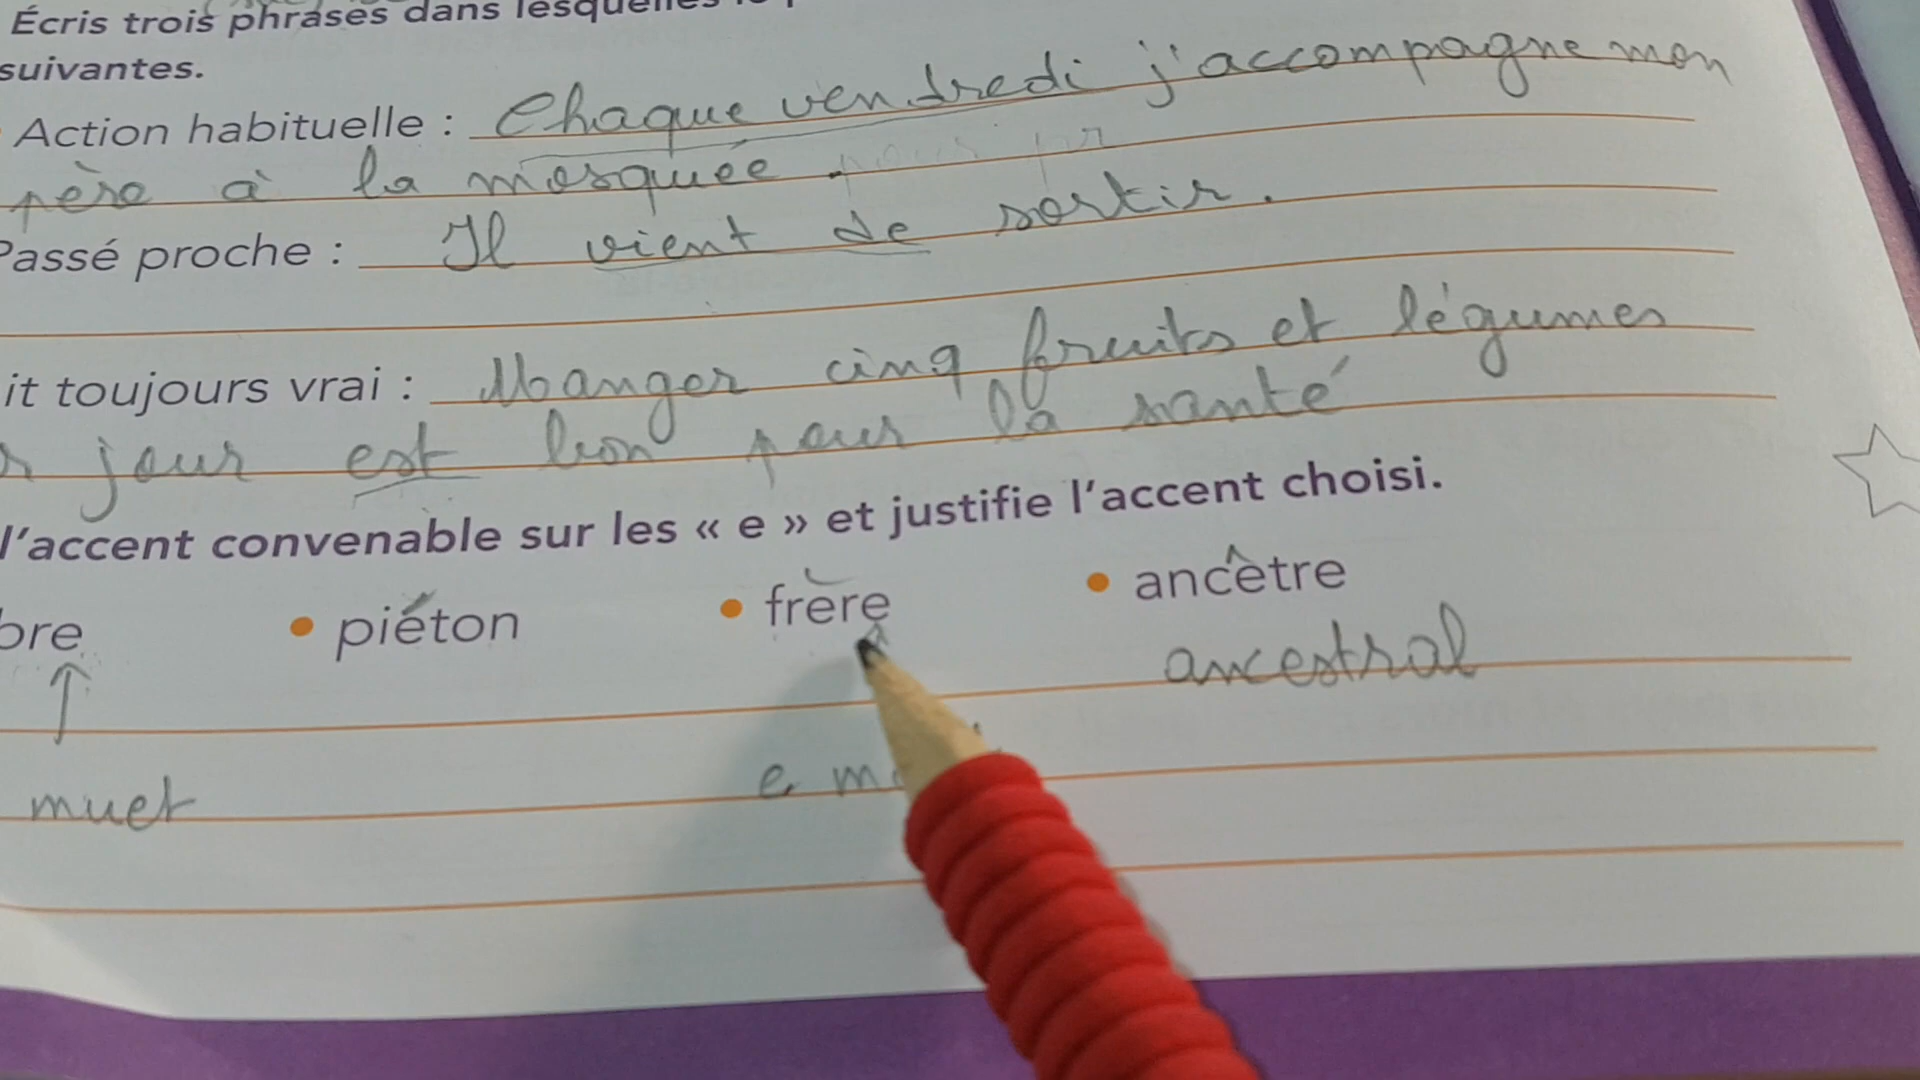 Écris trois phrases dans lesquelles le p
suivantes.
Action habituelle : Chaque vendredi j'accompagne mon
père à la mosquée.
Passé proche : Il vient de sortir.
it toujours vrai : Manger cinq fruits et légumes
r jour est bon pour la santé
l'accent convenable sur les « e » et justifie l'accent choisi.
bre • piéton • frère • ancêtre
ancestral
muet e m